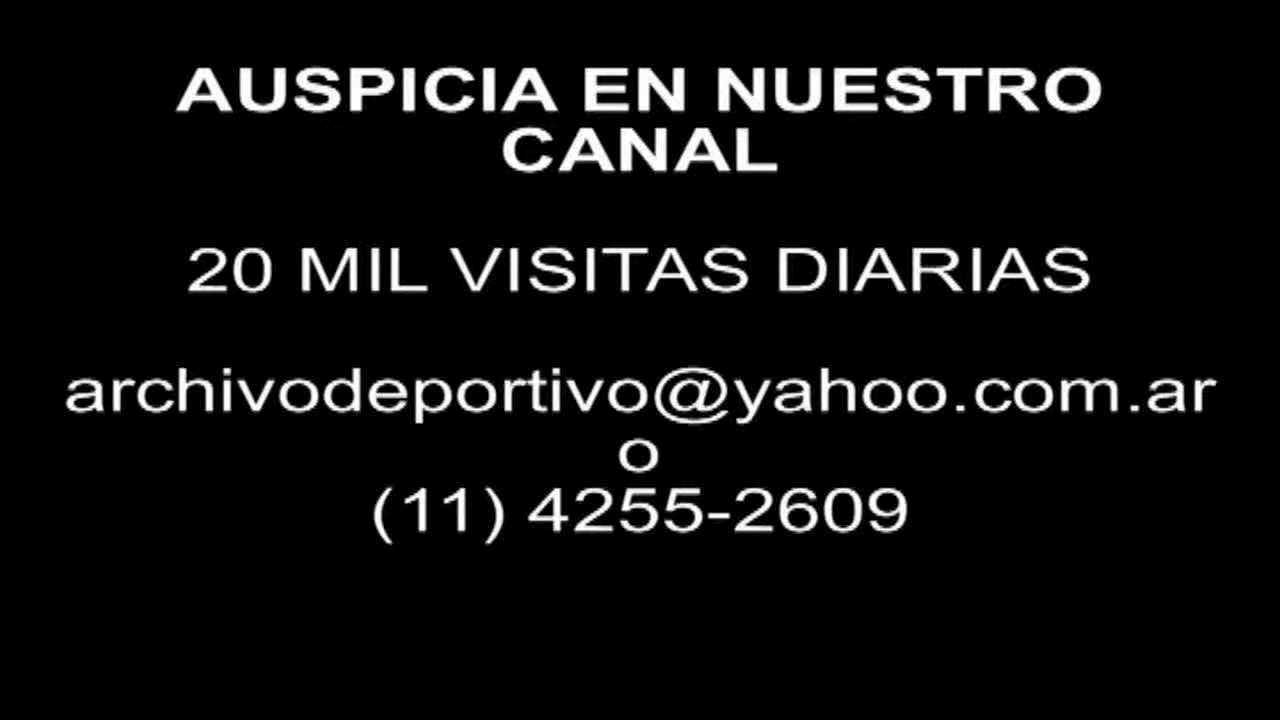 AUSPICIA EN NUESTRO
CANAL
20 MIL VISITAS DIARIAS
archivodeportivo@yahoo.com.ar
o
(11) 4255-2609